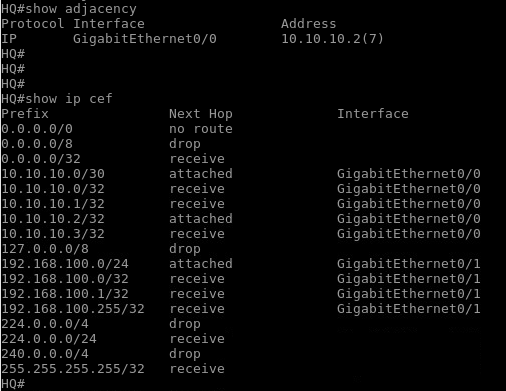 HQ#show adjacency
Protocol Interface                 Address
IP       GigabitEthernet0/0        10.10.10.2(7)
HQ#
HQ#
HQ#
HQ#show ip cef
Prefix               Next Hop             Interface
0.0.0.0/0            no route
0.0.0.0/8            drop
0.0.0.0/32           receive
10.10.10.0/30        attached             GigabitEthernet0/0
10.10.10.0/32        receive              GigabitEthernet0/0
10.10.10.1/32        receive              GigabitEthernet0/0
10.10.10.2/32        attached             GigabitEthernet0/0
10.10.10.3/32        receive              GigabitEthernet0/0
127.0.0.0/8          drop
192.168.100.0/24     attached             GigabitEthernet0/1
192.168.100.0/32     receive              GigabitEthernet0/1
192.168.100.1/32     receive              GigabitEthernet0/1
192.168.100.255/32   receive              GigabitEthernet0/1
224.0.0.0/4          drop
224.0.0.0/24         receive
240.0.0.0/4          drop
255.255.255.255/32   receive
HQ#